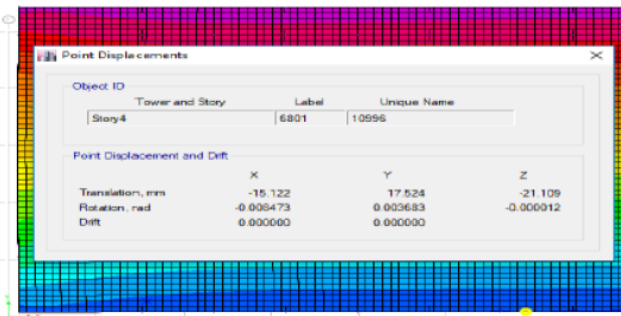 Point Displacements
Object ID
Tower and Story Label Unique Name
Story4 6801 10996
Point Displacement and Drift
X Y Z
Translation, mm -15.122 17.524 -21.109
Rotation, rad -0.008473 0.003683 -0.000012
Drift 0.000000 0.000000